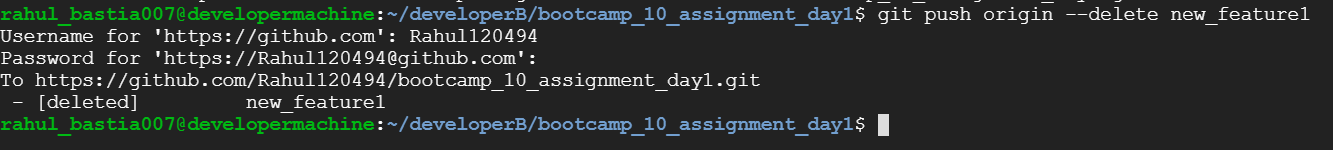 rahul_bastia007@developermachine:~/developerB/bootcamp_10_assignment_day1$ git push origin --delete new_feature1
Username for 'https://github.com': Rahul120494
Password for 'https://Rahul120494@github.com':
To https://github.com/Rahul120494/bootcamp_10_assignment_day1.git
 - [deleted]         new_feature1
rahul_bastia007@developermachine:~/developerB/bootcamp_10_assignment_day1$